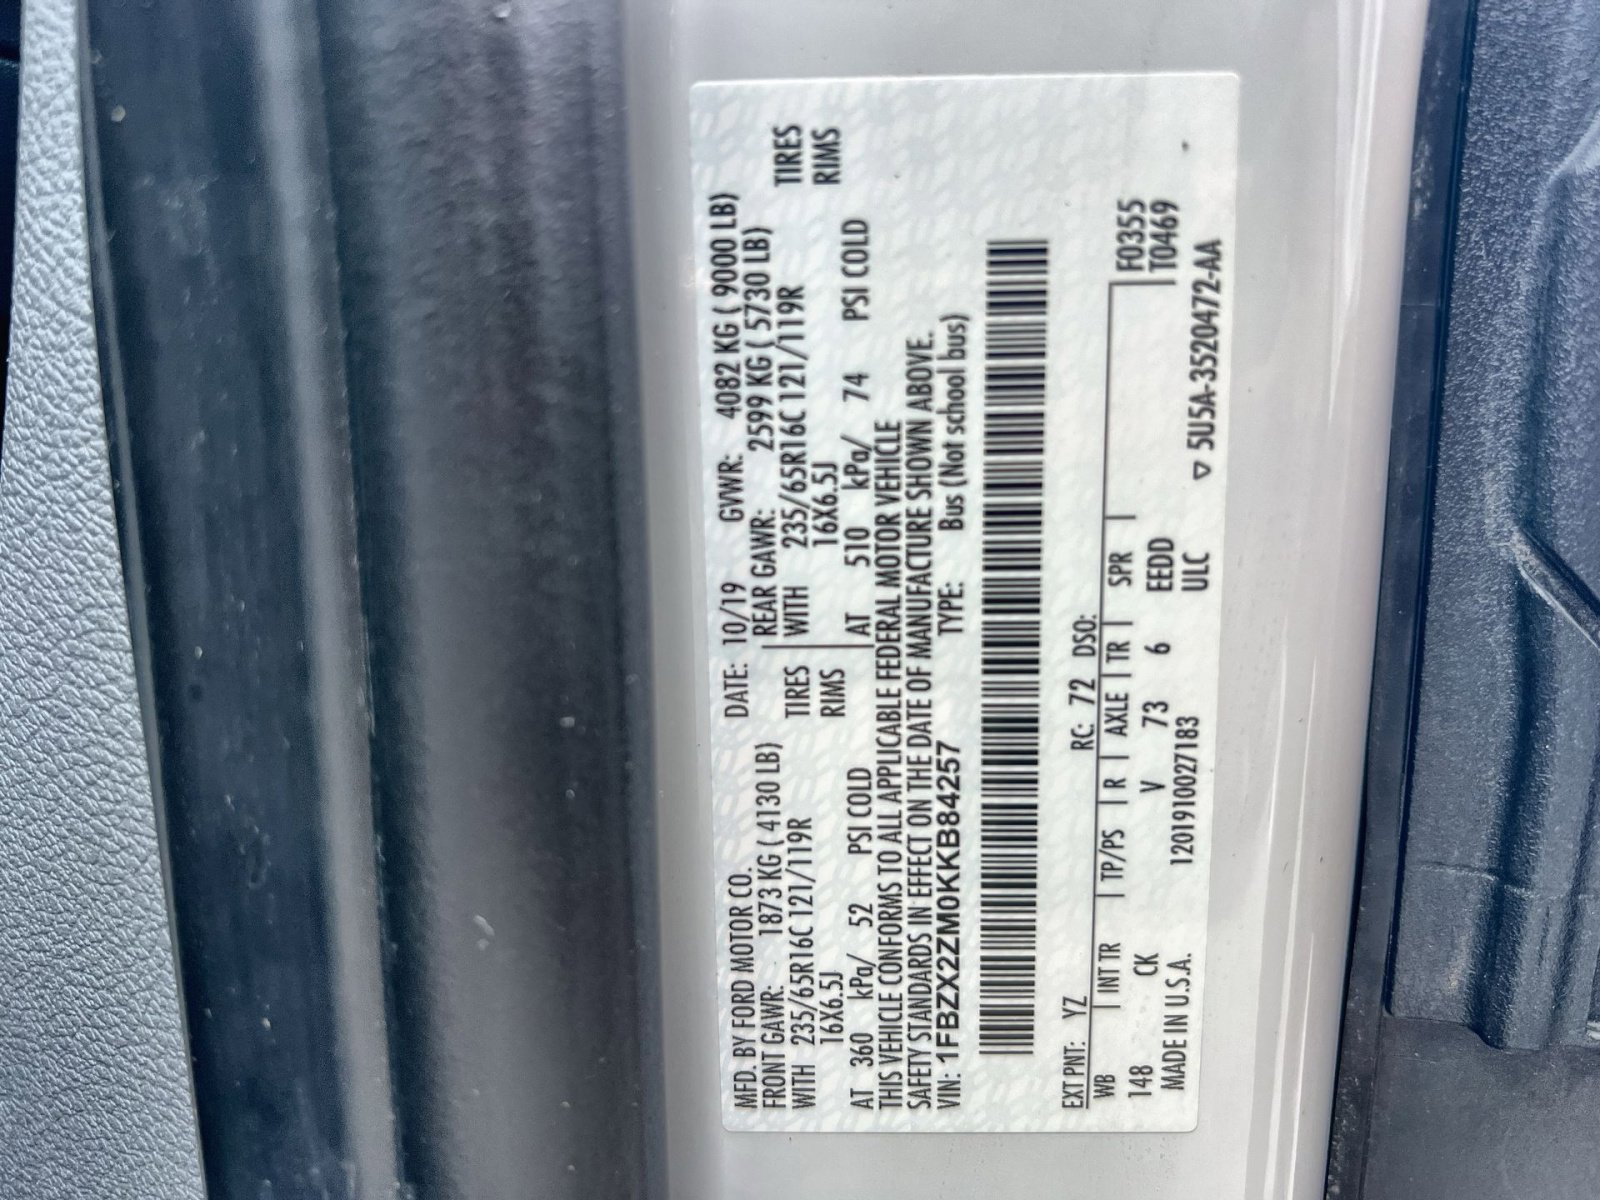 MFD. BY FORD MOTOR CO. DATE: 10/19 GVWR: 4082 KG ( 9000 LB)
FRONT GAWR: 1873 KG ( 4130 LB) REAR GAWR: 2599 KG ( 5730 LB)
WITH 235/65R16C 121/119R TIRES WITH 235/65R16C 121/119R TIRES
16X6.5J RIMS 16X6.5J RIMS
AT 360 kPa/ 52 PSI COLD AT 510 kPa/ 74 PSI COLD
THIS VEHICLE CONFORMS TO ALL APPLICABLE FEDERAL MOTOR VEHICLE
SAFETY STANDARDS IN EFFECT ON THE DATE OF MANUFACTURE SHOWN ABOVE.
VIN: 1FBZX2ZM0KKB84257 TYPE: Bus (Not school bus)
EXT PNT: YZ RC: 72 DSO:
WB INT TR TP/PS R AXLE TR SPR F0355
148 CK V 73 6 EEDD T0469
MADE IN U.S.A. 1201910027183 ULC
▽ 5U5A-3520472-AA